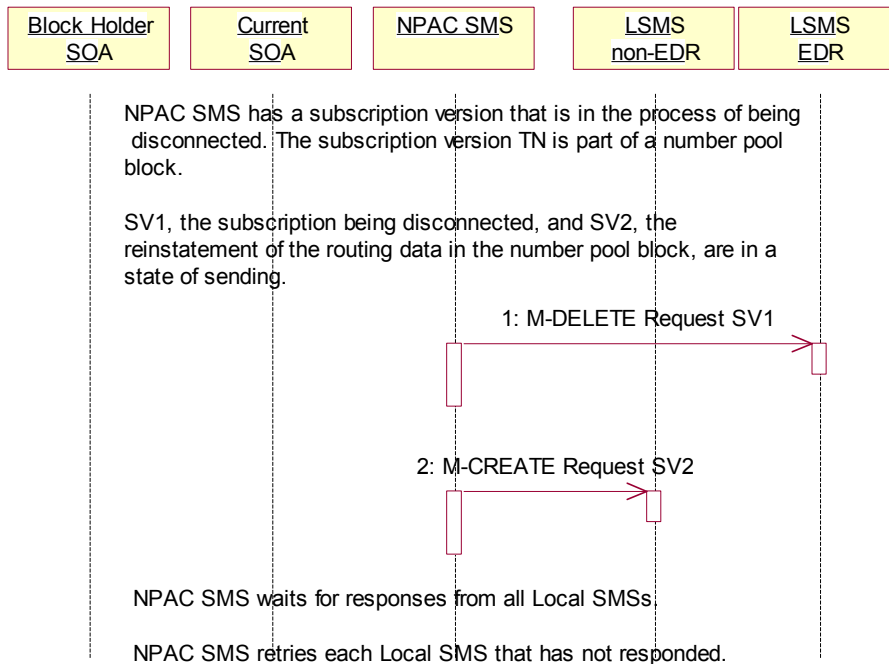 Block Holder
SOA
Current
SOA
NPAC SMS
LSMS
non-EDR
LSMS
EDR
NPAC SMS has a subscription version that is in the process of being
disconnected. The subscription version TN is part of a number pool
block.
SV1, the subscription being disconnected, and SV2, the
reinstatement of the routing data in the number pool block, are in a
state of sending.
1: M-DELETE Request SV1
2: M-CREATE Request SV2
NPAC SMS waits for responses from all Local SMSs.
NPAC SMS retries each Local SMS that has not responded.